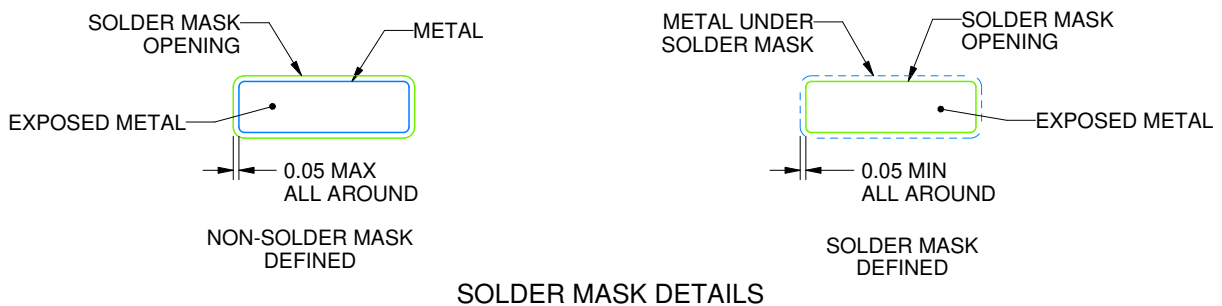 SOLDER MASK
OPENING
METAL
EXPOSED METAL
0.05 MAX
ALL AROUND
NON-SOLDER MASK
DEFINED
METAL UNDER
SOLDER MASK
SOLDER MASK
OPENING
EXPOSED METAL
0.05 MIN
ALL AROUND
SOLDER MASK
DEFINED
SOLDER MASK DETAILS